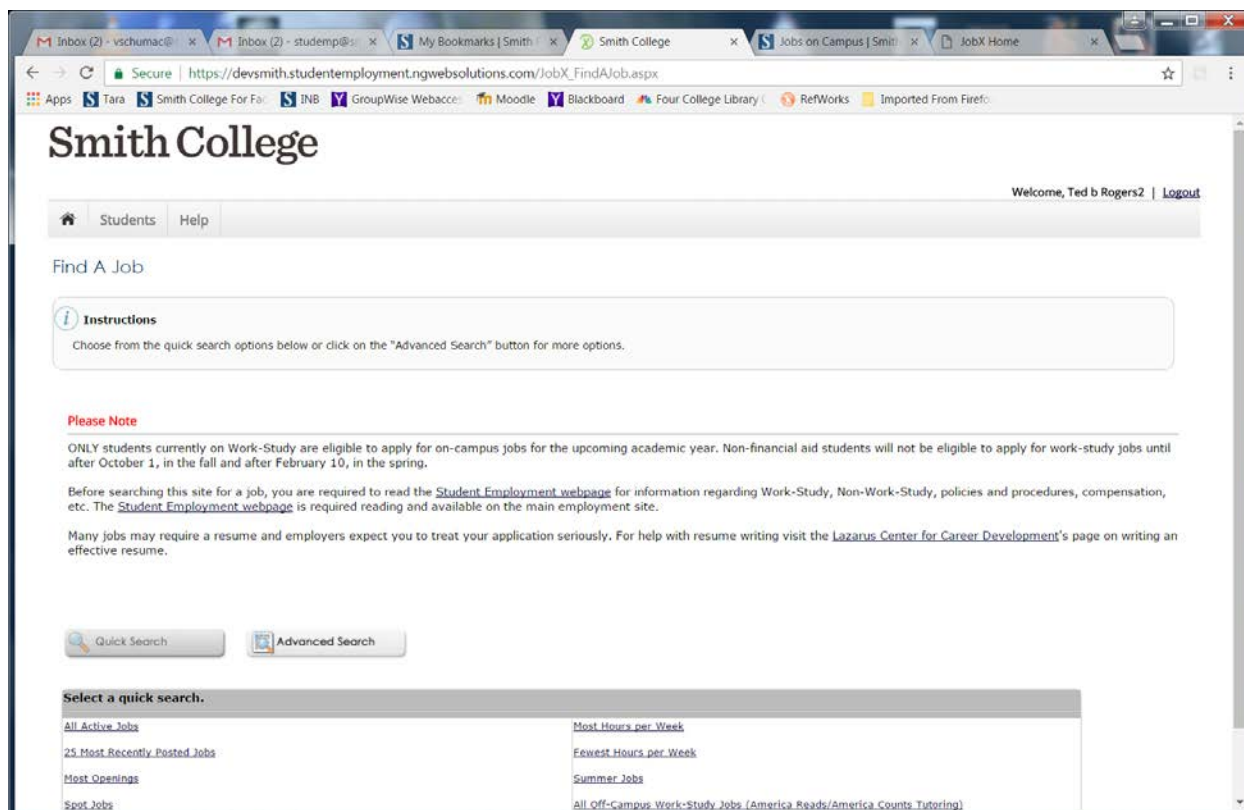 Inbox (2) - vschumac@
Inbox (2) - studemp@s
My Bookmarks | Smith
Smith College
Jobs on Campus | Smit
JobX Home
Secure | https://devsmith.studentemployment.ngwebsolutions.com/JobX_FindAJob.aspx
Apps Tara Smith College For Fac INB GroupWise Webacces Moodle Blackboard Four College Library RefWorks Imported From Firefo
Smith College
Welcome, Ted b Rogers2 | Logout
Students Help
Find A Job
Instructions
Choose from the quick search options below or click on the "Advanced Search" button for more options.
Please Note
ONLY students currently on Work-Study are eligible to apply for on-campus jobs for the upcoming academic year. Non-financial aid students will not be eligible to apply for work-study jobs until
after October 1, in the fall and after February 10, in the spring.
Before searching this site for a job, you are required to read the Student Employment webpage for information regarding Work-Study, Non-Work-Study, policies and procedures, compensation,
etc. The Student Employment webpage is required reading and available on the main employment site.
Many jobs may require a resume and employers expect you to treat your application seriously. For help with resume writing visit the Lazarus Center for Career Development's page on writing an
effective resume.
Quick Search Advanced Search
Select a quick search.
All Active Jobs Most Hours per Week
25 Most Recently Posted Jobs Fewest Hours per Week
Most Openings Summer Jobs
Spot Jobs All Off-Campus Work-Study Jobs (America Reads/America Counts Tutoring)